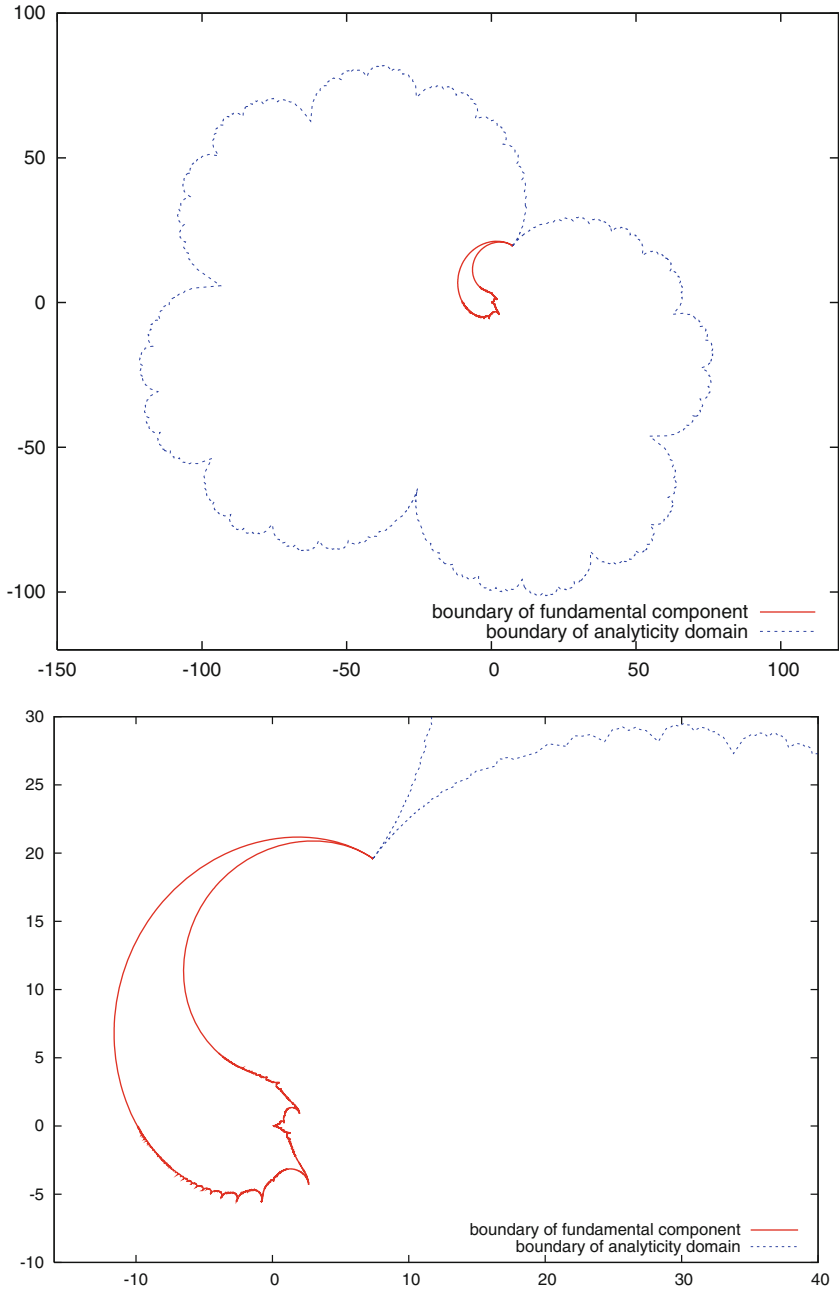 100
50
0
-50
-100
boundary of fundamental component
boundary of analyticity domain
-150 -100 -50 0 50 100
30
25
20
15
10
5
0
-5
-10
boundary of fundamental component
boundary of analyticity domain
-10 0 10 20 30 40